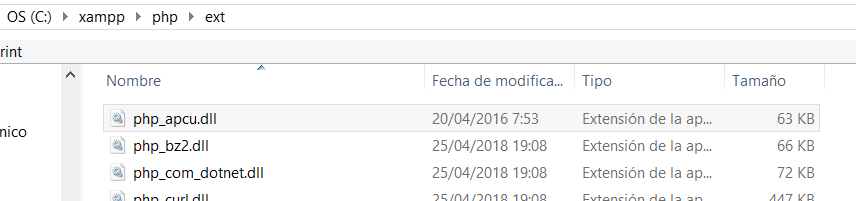 OS (C:) xampp php ext
rint
Nombre Fecha de modifica... Tipo Tamaño
php_apcu.dll 20/04/2016 7:53 Extensión de la ap... 63 KB
nico
php_bz2.dll 25/04/2018 19:08 Extensión de la ap... 66 KB
php_com_dotnet.dll 25/04/2018 19:08 Extensión de la ap... 72 KB
php_curl.dll 25/04/2018 19:08 Extensión de la ap... 447 KB